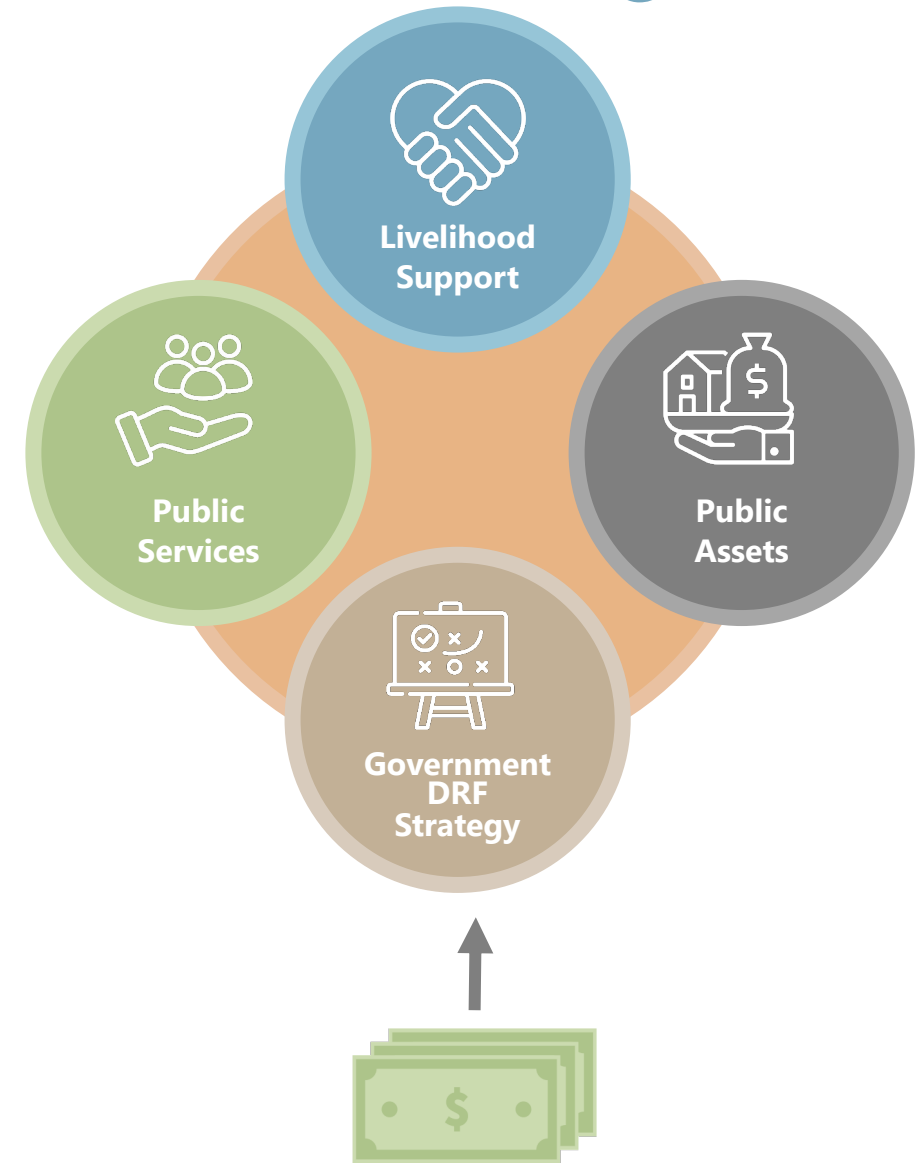 Livelihood
Support
Public
Services
Public
Assets
Government
DRF
Strategy
$
$